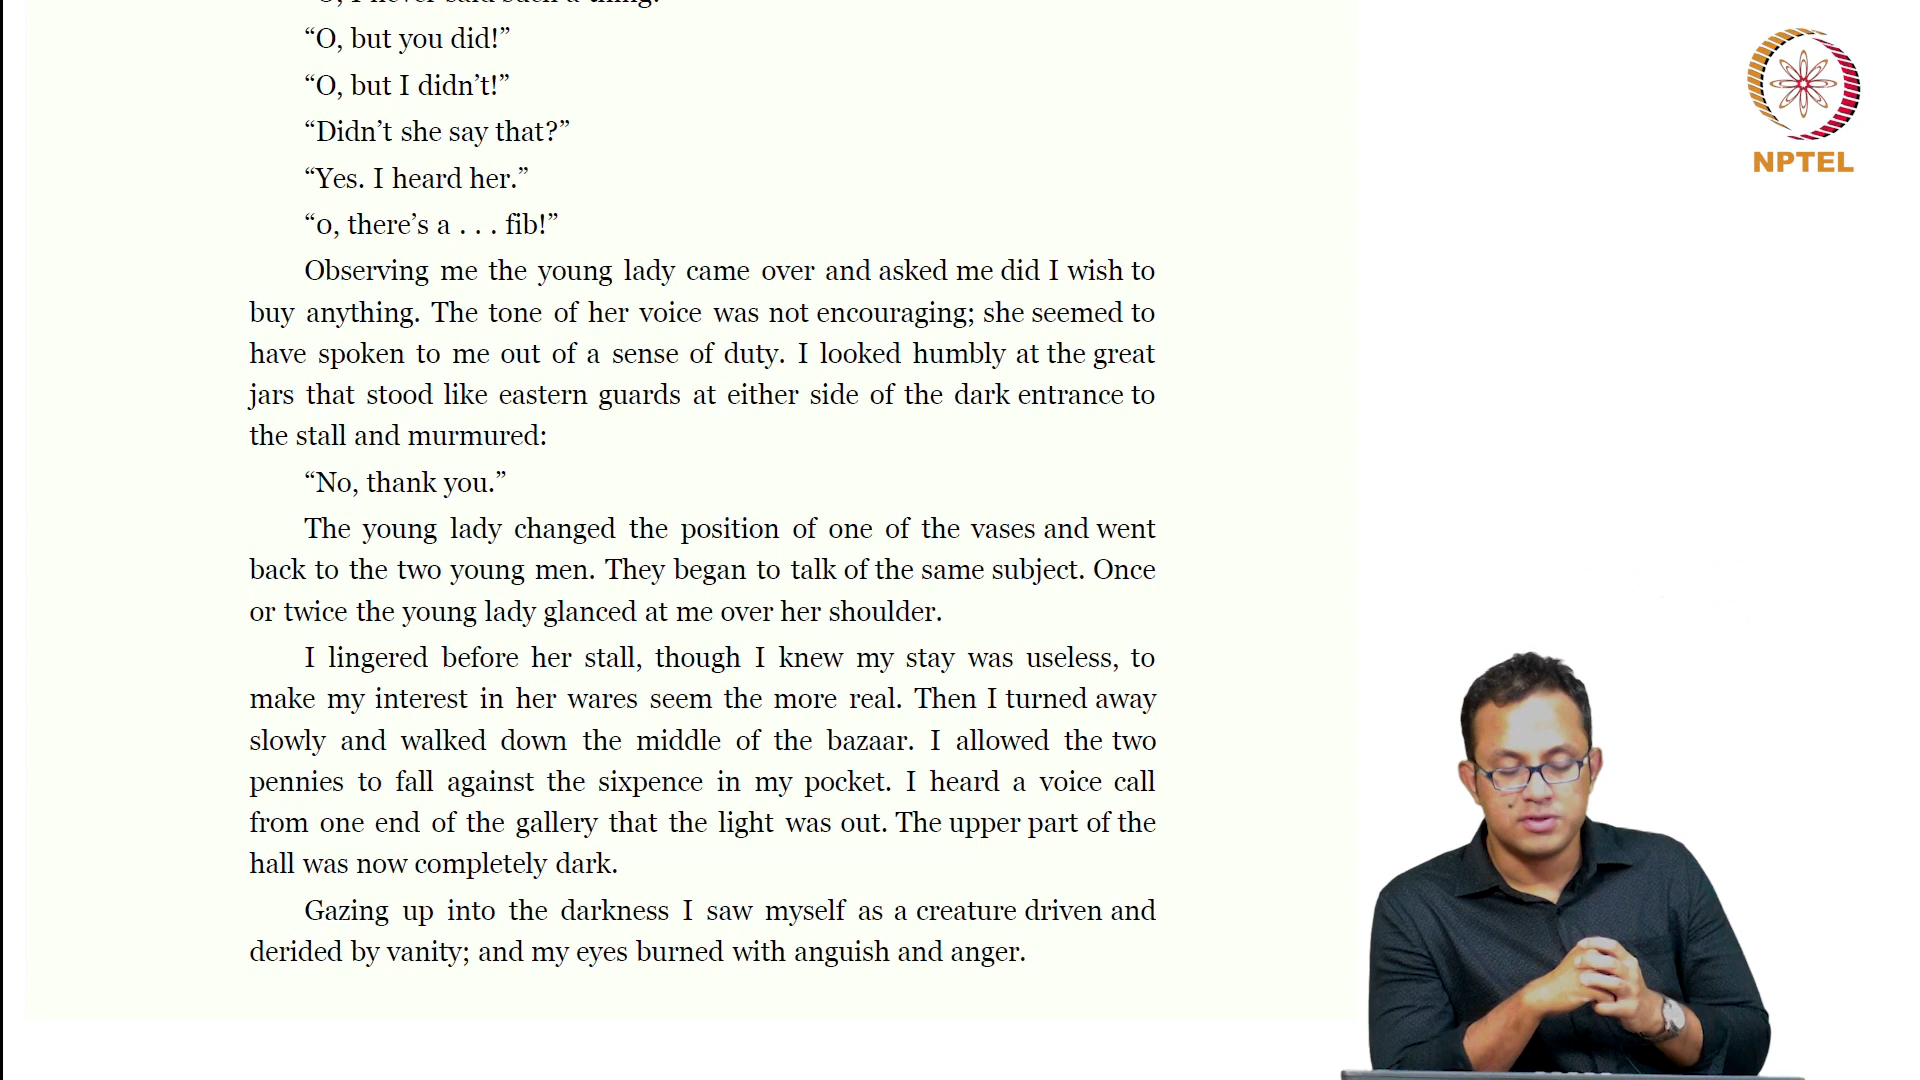 “O, I never said such a thing!”
“O, but you did!”
“O, but I didn’t!”
“Didn’t she say that?”
“Yes. I heard her.”
“0, there’s a . . . fib!”
Observing me the young lady came over and asked me did I wish to
buy anything. The tone of her voice was not encouraging; she seemed to
have spoken to me out of a sense of duty. I looked humbly at the great
jars that stood like eastern guards at either side of the dark entrance to
the stall and murmured:
“No, thank you.”
The young lady changed the position of one of the vases and went
back to the two young men. They began to talk of the same subject. Once
or twice the young lady glanced at me over her shoulder.
I lingered before her stall, though I knew my stay was useless, to
make my interest in her wares seem the more real. Then I turned away
slowly and walked down the middle of the bazaar. I allowed the two
pennies to fall against the sixpence in my pocket. I heard a voice call
from one end of the gallery that the light was out. The upper part of the
hall was now completely dark.
Gazing up into the darkness I saw myself as a creature driven and
derided by vanity; and my eyes burned with anguish and anger.
NPTEL